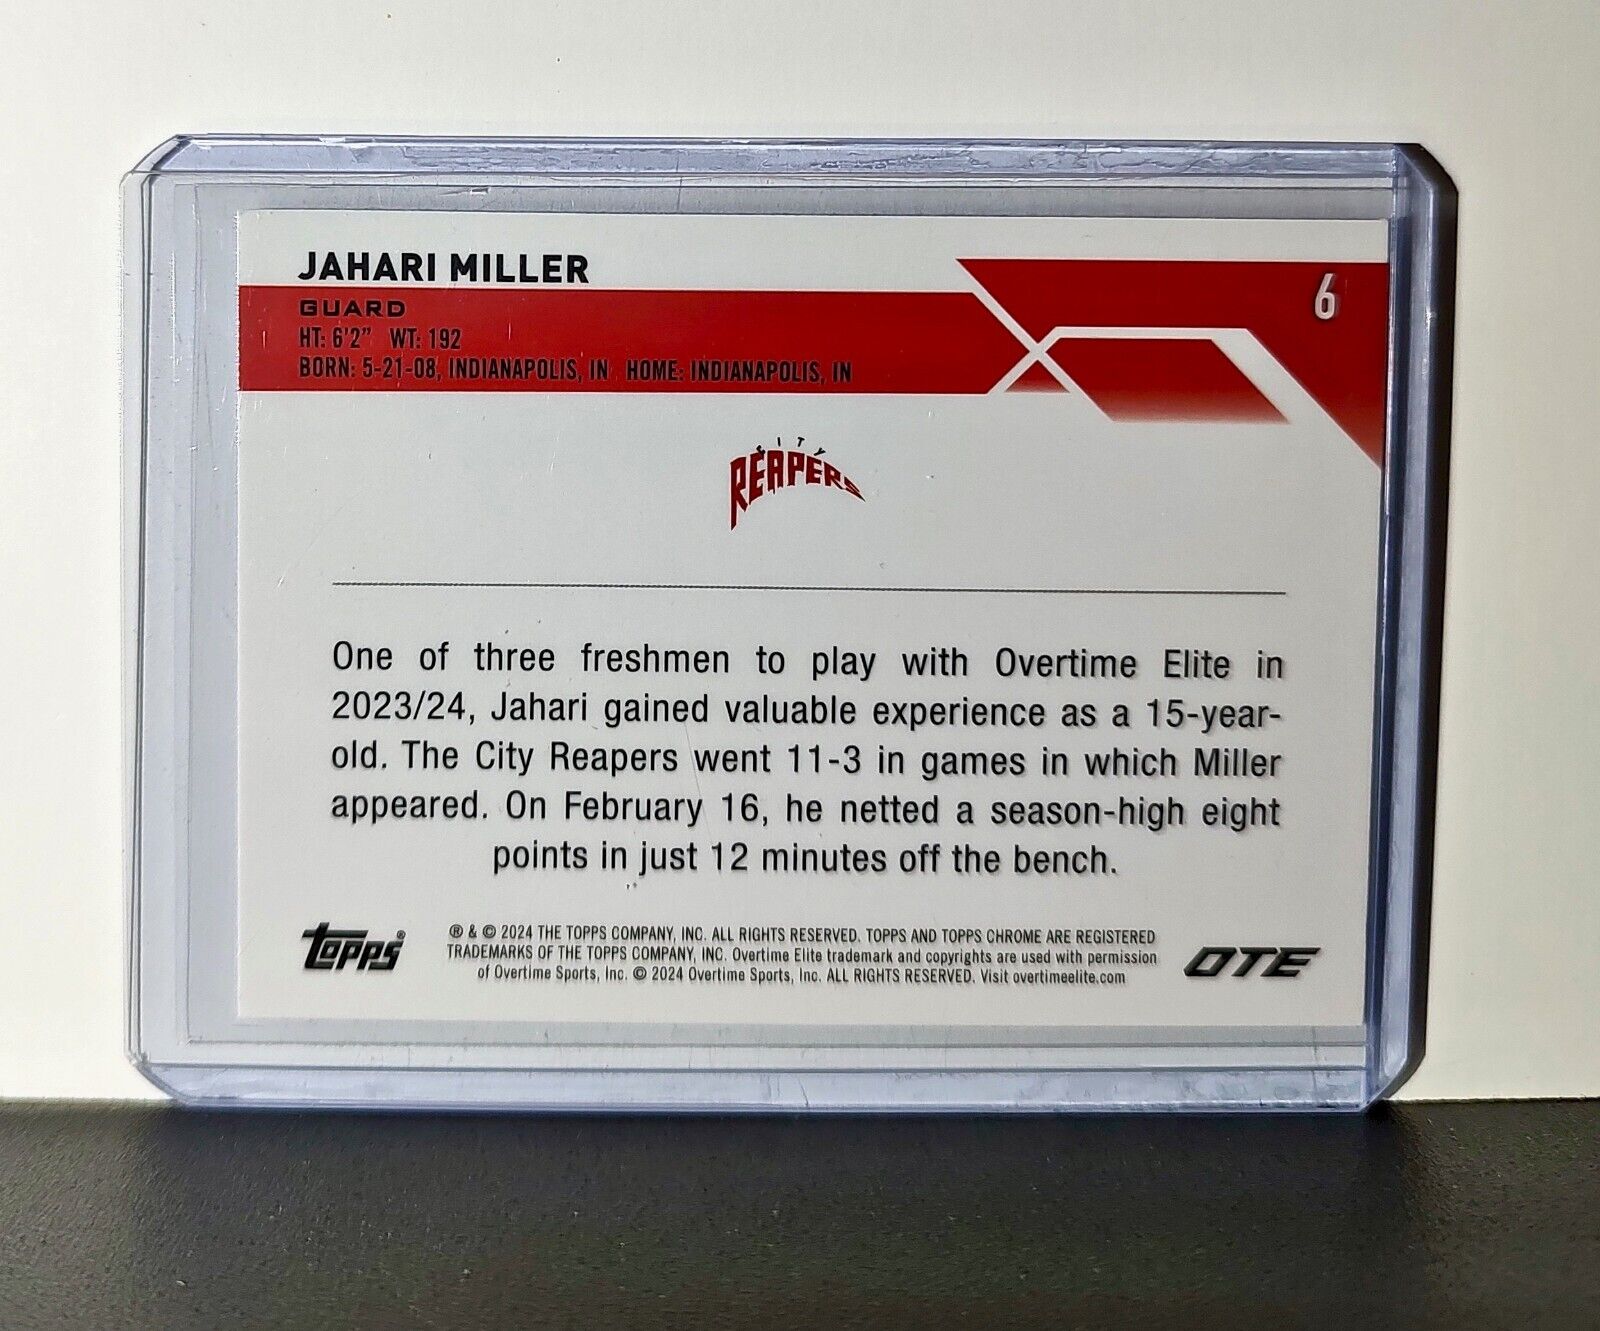 JAHARI MILLER
6
GUARD
HT: 6'2" WT: 192
BORN: 5-21-08, INDIANAPOLIS, IN HOME: INDIANAPOLIS, IN
CITY
REAPERS
One of three freshmen to play with Overtime Elite in
2023/24, Jahari gained valuable experience as a 15-year-
old. The City Reapers went 11-3 in games in which Miller
appeared. On February 16, he netted a season-high eight
points in just 12 minutes off the bench.
topps®
® & © 2024 THE TOPPS COMPANY, INC. ALL RIGHTS RESERVED. TOPPS AND TOPPS CHROME ARE REGISTERED
TRADEMARKS OF THE TOPPS COMPANY, INC. Overtime Elite trademark and copyrights are used with permission
of Overtime Sports, Inc. © 2024 Overtime Sports, Inc. ALL RIGHTS RESERVED. Visit overtimeelite.com
OTE